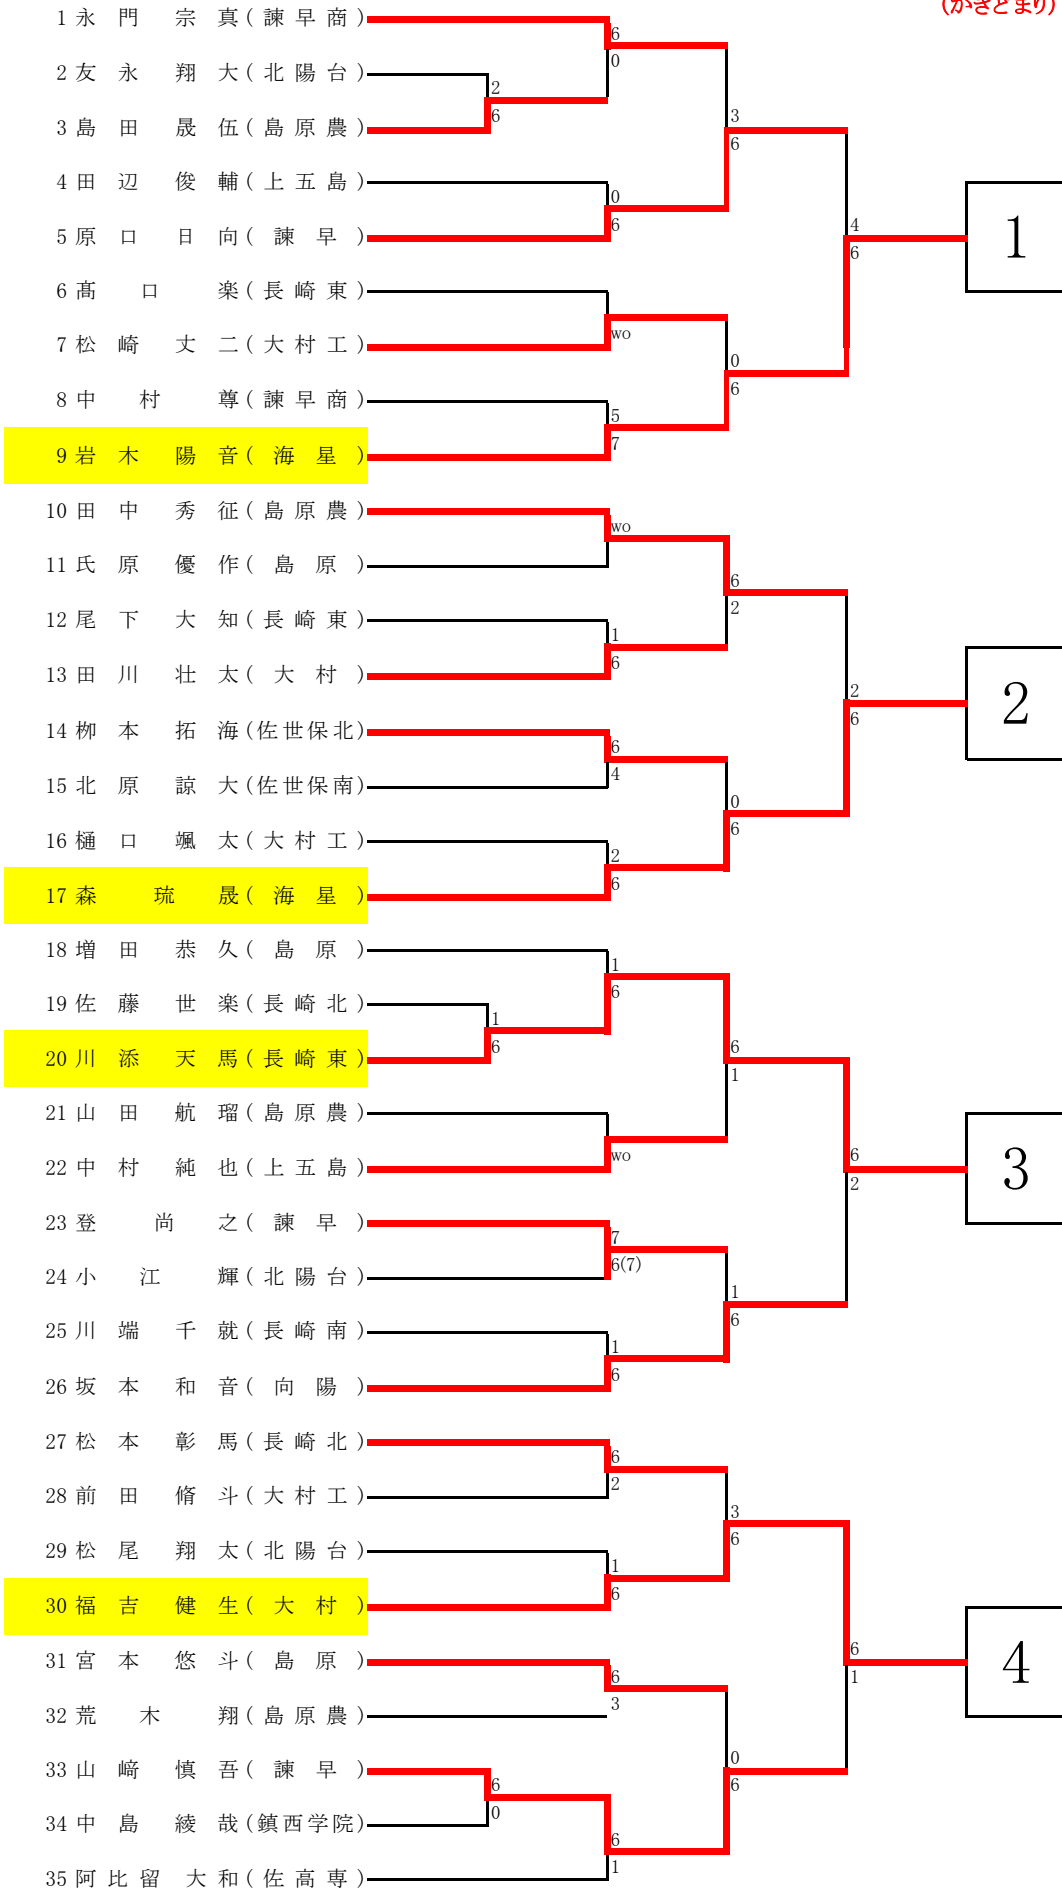 (かきどまり)
1 永門 宗真(諫早商)
6
0
2 友永 翔大(北陽台)
2
6
3 島田 晟伍(島原農)
3
6
4 田辺 俊輔(上五島)
0
6
5 原口 日向(諫早)
4
6
1
6 髙口 楽(長崎東)
wo
7 松崎 丈二(大村工)
0
6
8 中村 尊(諫早商)
5
7
9 岩木 陽音(海星)
10 田中 秀征(島原農)
wo
11 氏原 優作(島原)
6
2
12 尾下 大知(長崎東)
1
6
13 田川 壮太(大村)
2
6
2
14 栁本 拓海(佐世保北)
6
4
15 北原 諒大(佐世保南)
0
6
16 樋口 颯太(大村工)
2
6
17 森 琉晟(海星)
18 増田 恭久(島原)
1
6
19 佐藤 世楽(長崎北)
1
6
20 川添 天馬(長崎東)
6
1
21 山田 航瑠(島原農)
wo
22 中村 純也(上五島)
6
2
3
23 登 尚之(諫早)
7
6(7)
24 小江 輝(北陽台)
1
6
25 川端 千就(長崎南)
1
6
26 坂本 和音(向陽)
27 松本 彰馬(長崎北)
6
2
28 前田 脩斗(大村工)
3
6
29 松尾 翔太(北陽台)
1
6
30 福吉 健生(大村)
6
1
4
31 宮本 悠斗(島原)
6
3
32 荒木 翔(島原農)
0
6
33 山﨑 慎吾(諫早)
6
0
34 中島 綾哉(鎮西学院)
6
1
35 阿比留 大和(佐高専)